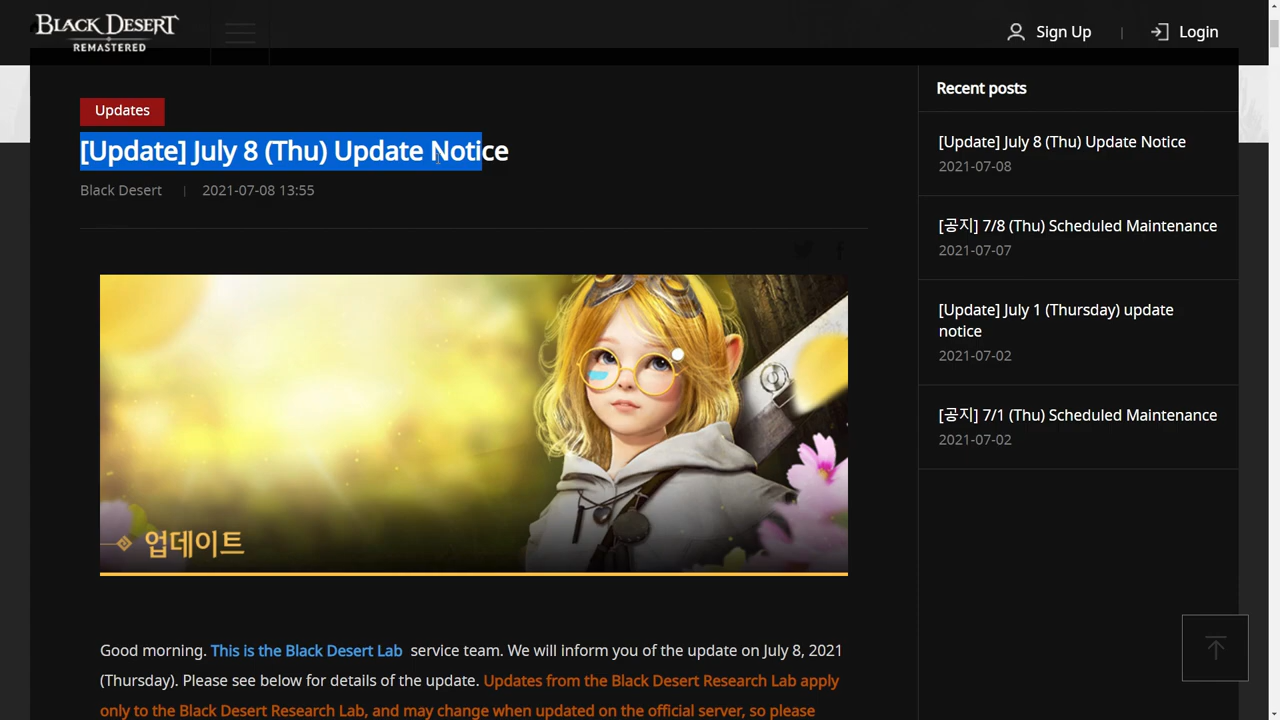 BLACK DESERT
REMASTERED
Sign Up
Login
Updates
[Update] July 8 (Thu) Update Notice
Black Desert | 2021-07-08 13:55
업데이트
Good morning. This is the Black Desert Lab service team. We will inform you of the update on July 8, 2021
(Thursday). Please see below for details of the update. Updates from the Black Desert Research Lab apply
only to the Black Desert Research Lab, and may change when updated on the official server, so please
Recent posts
[Update] July 8 (Thu) Update Notice
2021-07-08
[공지] 7/8 (Thu) Scheduled Maintenance
2021-07-07
[Update] July 1 (Thursday) update
notice
2021-07-02
[공지] 7/1 (Thu) Scheduled Maintenance
2021-07-02